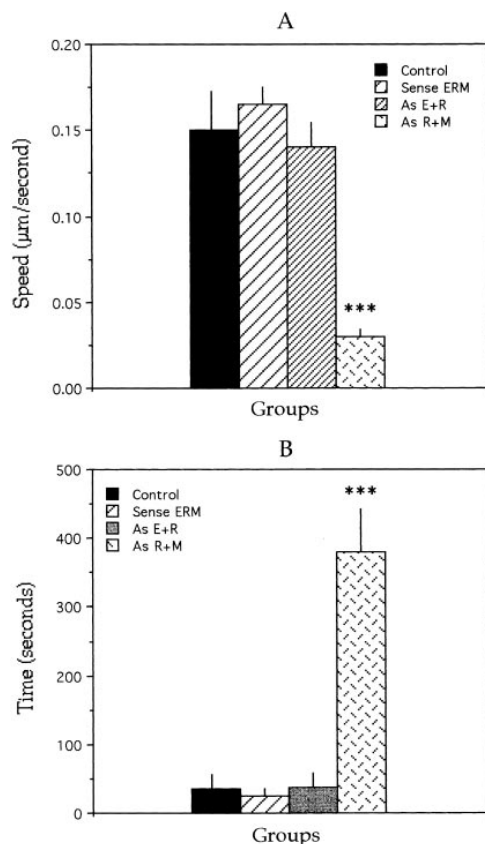 A
0.20
Control
Sense ERM
As E+R
As R+M
0.15
0.10
0.05
0.00
Speed (µm/second)
***
Groups
B
500
Control
Sense ERM
As E+R
As R+M
***
400
300
200
100
0
Time (seconds)
Groups